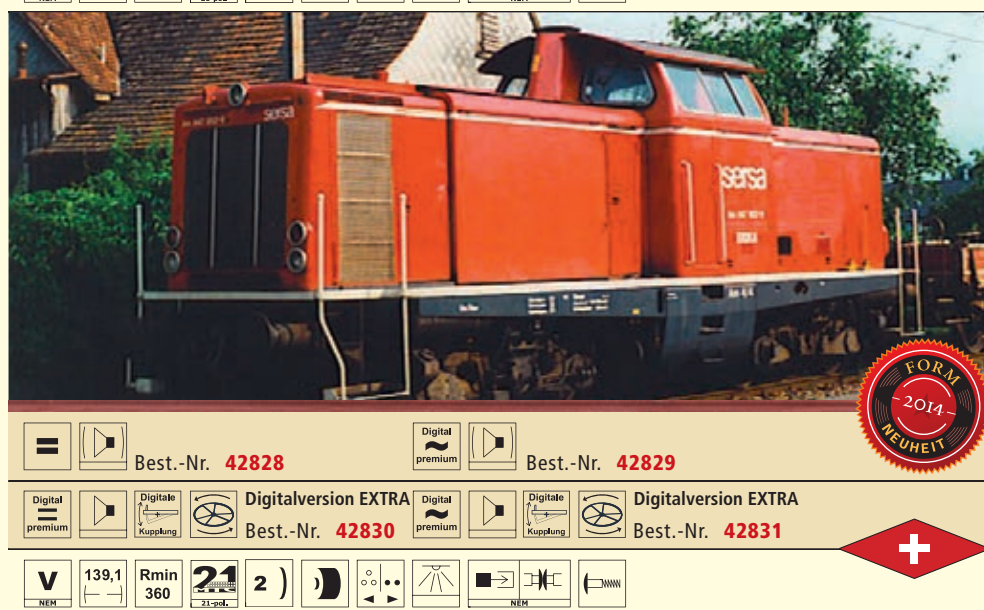 sersa
sersa
FORM
2014
NEUHEIT
= Best.-Nr. 42828
Digital
premium
Best.-Nr. 42829
Digital
premium
Digitale
Kupplung
Digitalversion EXTRA
Best.-Nr. 42830
Digital
premium
Digitale
Kupplung
Digitalversion EXTRA
Best.-Nr. 42831
V
NEM
139,1
Rmin
360
21
21-pol.
2 )
NEM